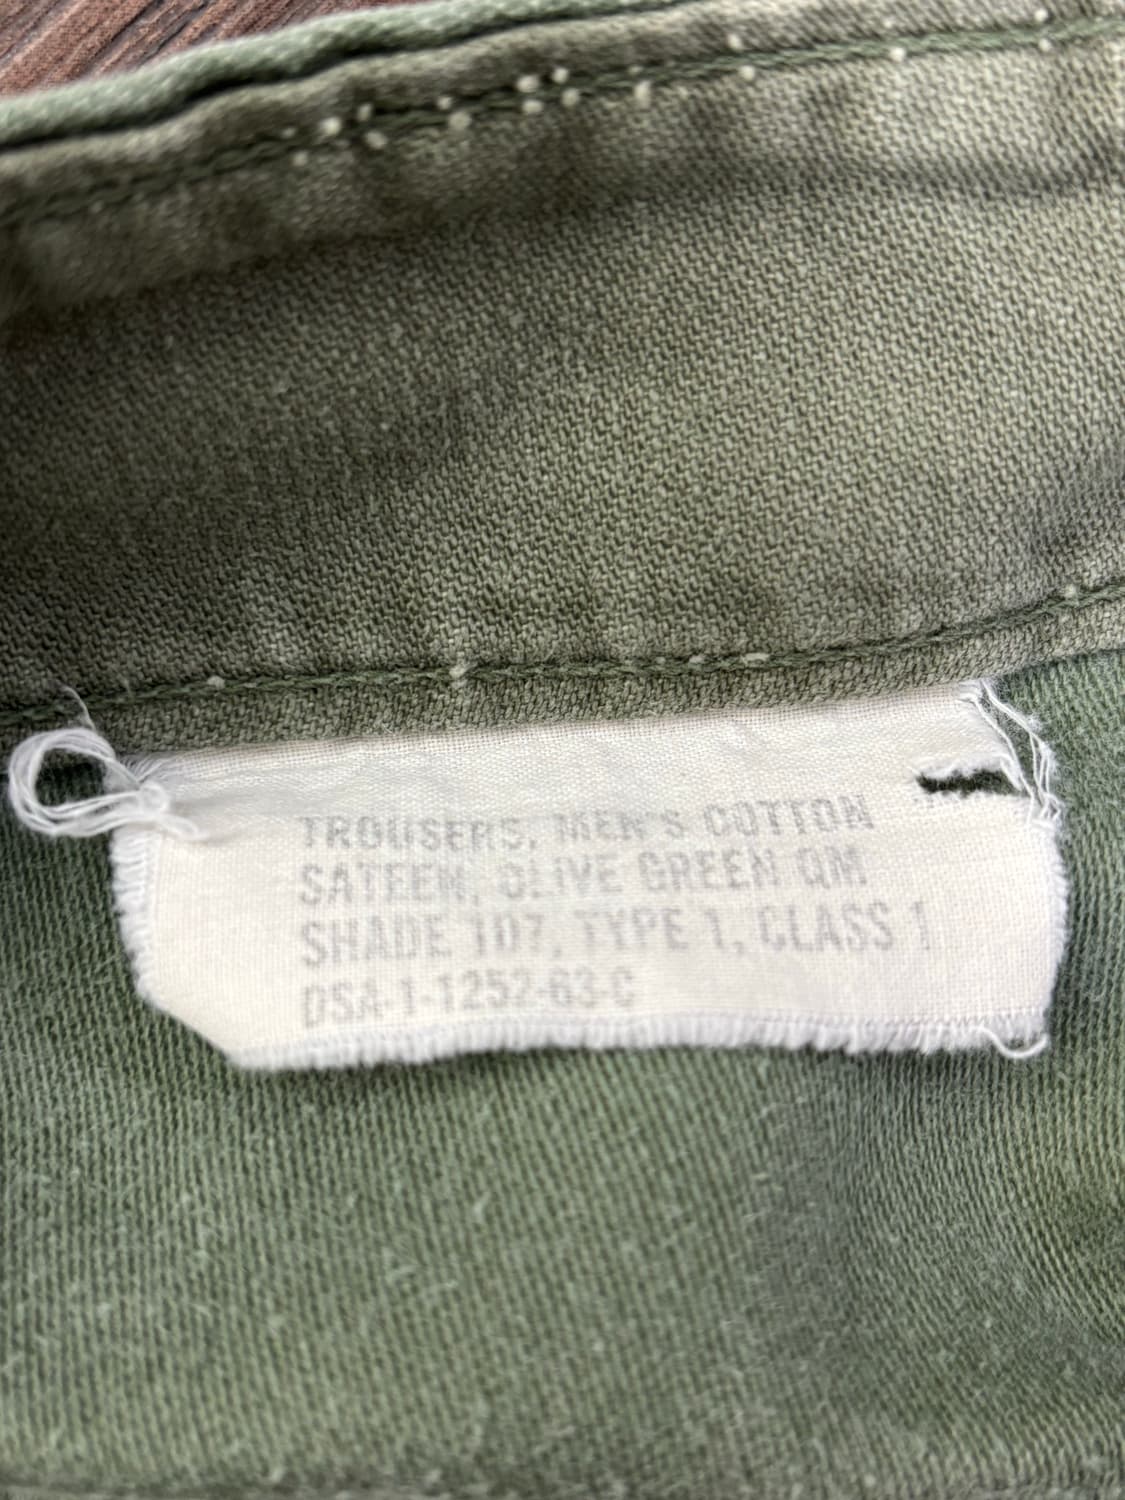 TROUSERS, MEN'S COTTON
SATEEN, OLIVE GREEN QM
SHADE 107, TYPE 1, CLASS 1
DSA-1-1252-63-C